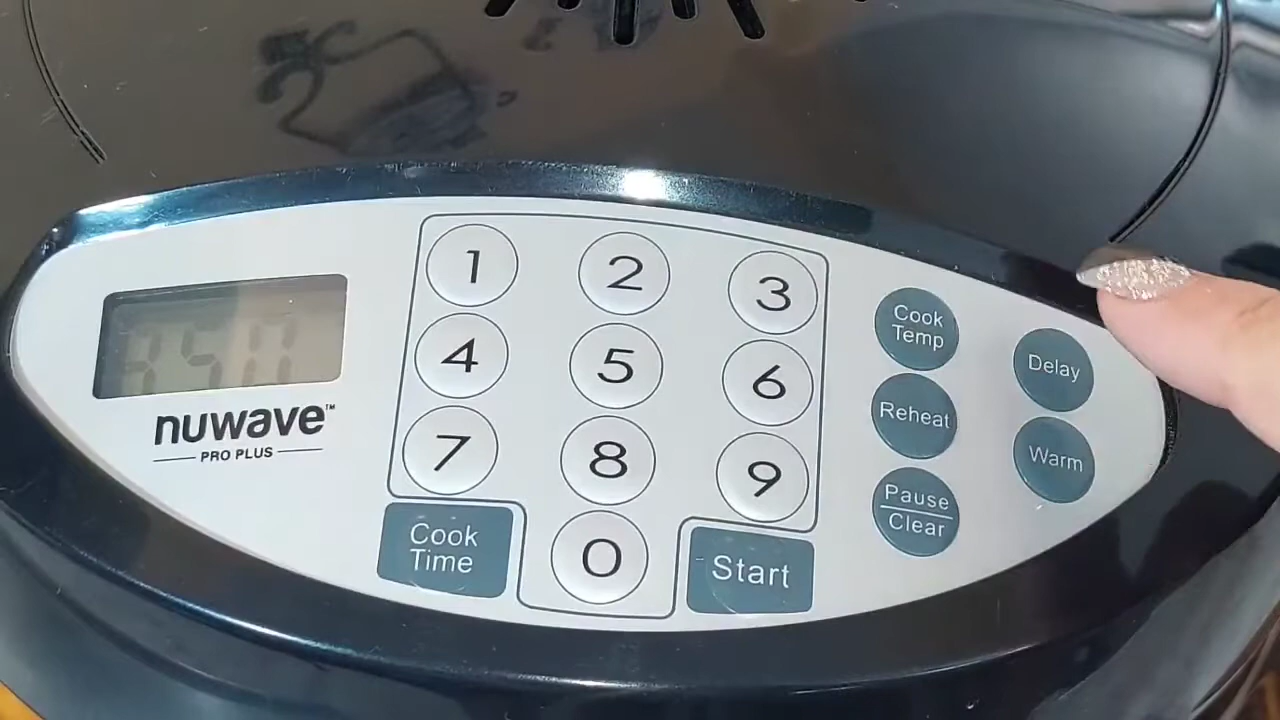 1 2 3
4 5 6
7 8 9
0
Cook
Time
Start
Cook
Temp
Reheat
Pause
Clear
Delay
Warm
nuwave™
PRO PLUS